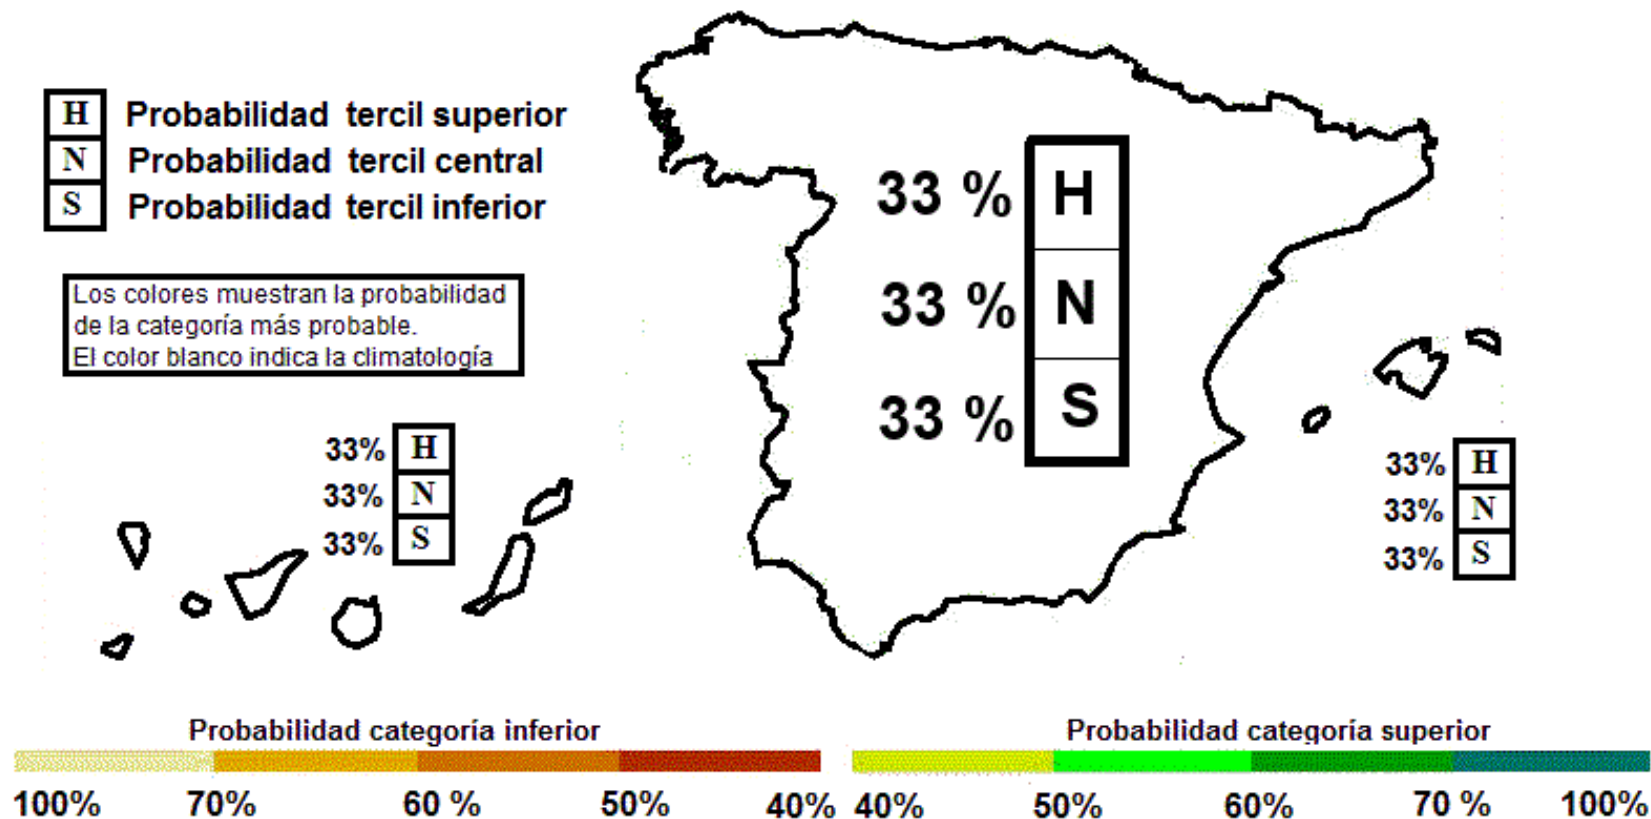 H Probabilidad tercil superior
N Probabilidad tercil central
S Probabilidad tercil inferior
Los colores muestran la probabilidad
de la categoría más probable.
El color blanco indica la climatología
33 % H
33 % N
33 % S
33% H
33% N
33% S
33% H
33% N
33% S
Probabilidad categoría inferior
100% 70% 60 % 50% 40%
Probabilidad categoría superior
40% 50% 60% 70 % 100%